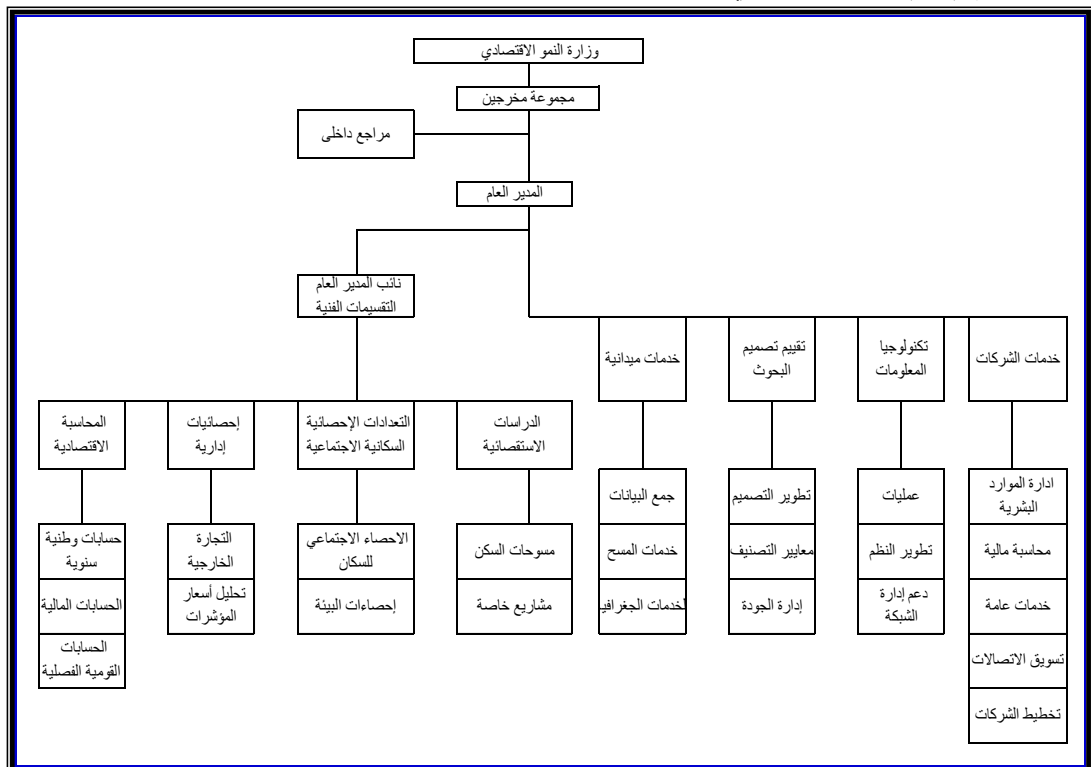 وزارة النمو الاقتصادي
مجموعة مخرجين
مراجع داخلى
المدير العام
نائب المدير العام
التقسيمات الفنية
خدمات الشركات
تكنولوجيا
المعلومات
تقييم تصميم
البحوث
خدمات ميدانية
الدراسات
الاستقصائية
التعدادات الإحصائية
السكانية الاجتماعية
إحصائيات
إدارية
المحاسبة
الاقتصادية
ادارة الموارد
البشرية
محاسبة مالية
خدمات عامة
تسويق الاتصالات
تخطيط الشركات
عمليات
تطوير النظم
دعم إدارة
الشبكة
تطوير التصميم
معايير التصنيف
إدارة الجودة
جمع البيانات
خدمات المسح
لخدمات الجغرافي
مسوحات السكن
مشاريع خاصة
الاحصاء الاجتماعي
للسكان
إحصاءات البيئة
التجارة
الخارجية
تحليل أسعار
المؤشرات
حسابات وطنية
سنوية
الحسابات المالية
الحسابات
القومية الفصلية